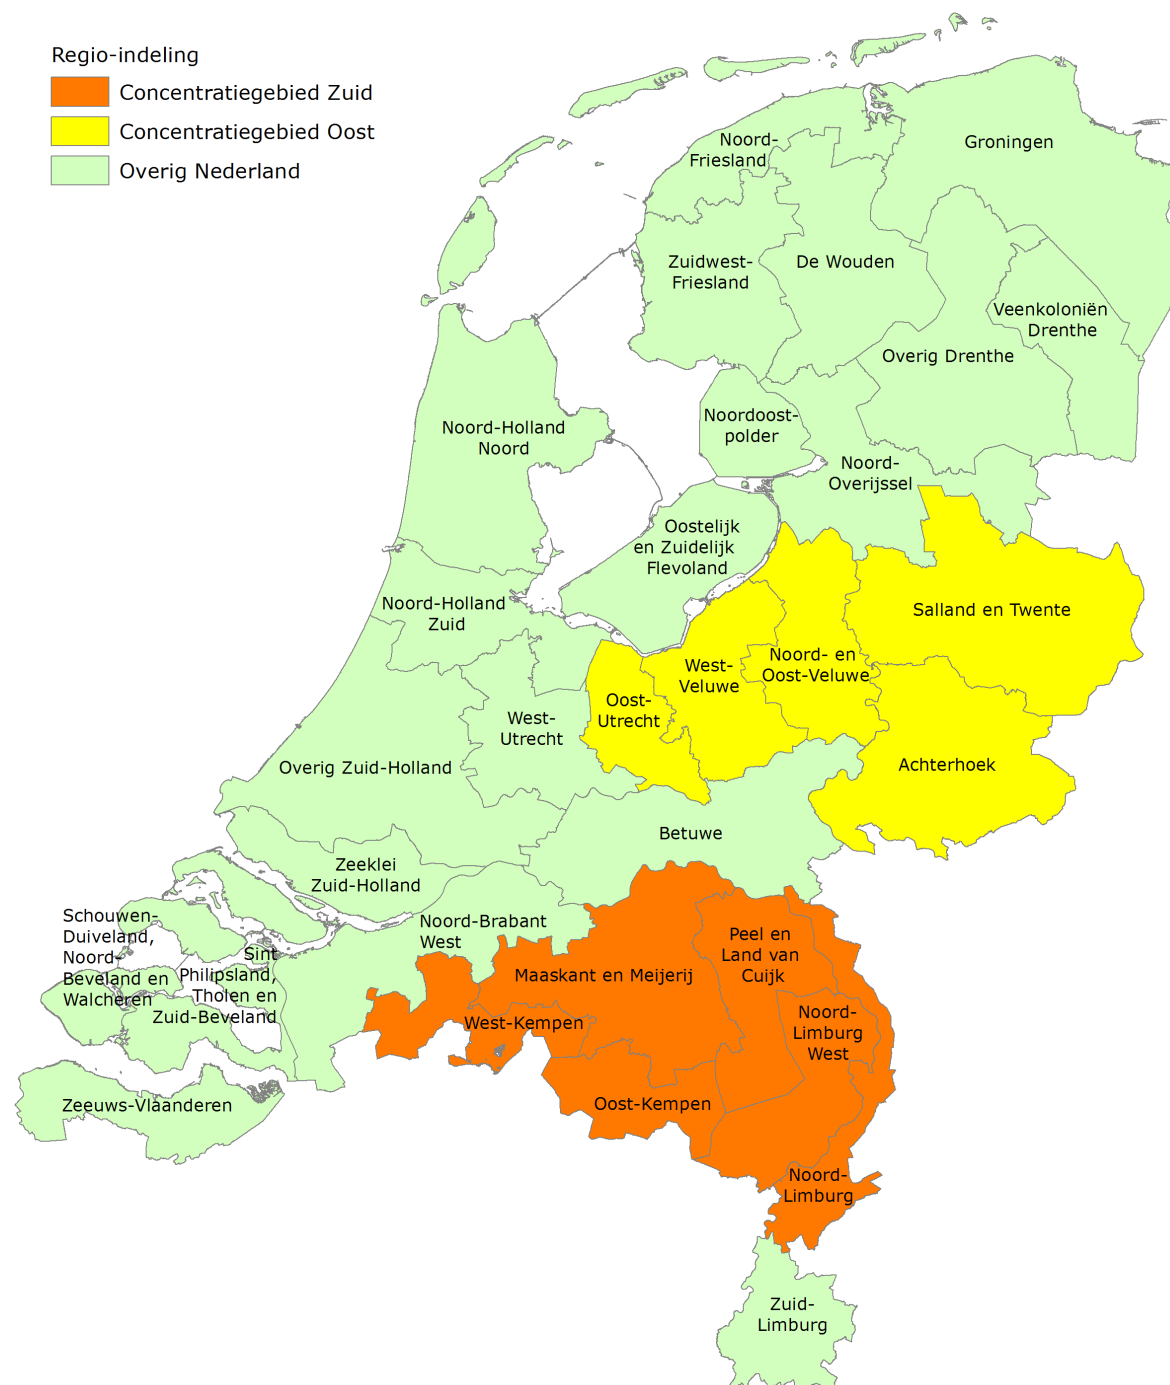 Regio-indeling
Concentratiegebied Zuid
Concentratiegebied Oost
Overig Nederland
Noord-
Friesland
Groningen
Zuidwest-
Friesland
De Wouden
Veenkoloniën
Drenthe
Overig Drenthe
Noordoost-
polder
Noord-Holland
Noord
Noord-
Overijssel
Oostelijk
en Zuidelijk
Flevoland
Noord-Holland
Zuid
Salland en Twente
Noord- en
Oost-Veluwe
West-
Veluwe
Oost-
Utrecht
West-
Utrecht
Overig Zuid-Holland
Achterhoek
Betuwe
Zeeklei
Zuid-Holland
Noord-Brabant
West
Schouwen-
Duiveland,
Noord-
Beveland en
Walcheren
Sint
Philipsland,
Tholen en
Zuid-Beveland
Peel en
Land van
Cuijk
Maaskant en Meijerij
West-Kempen
Noord-
Limburg
West
Oost-Kempen
Zeeuws-Vlaanderen
Noord-
Limburg
Zuid-
Limburg